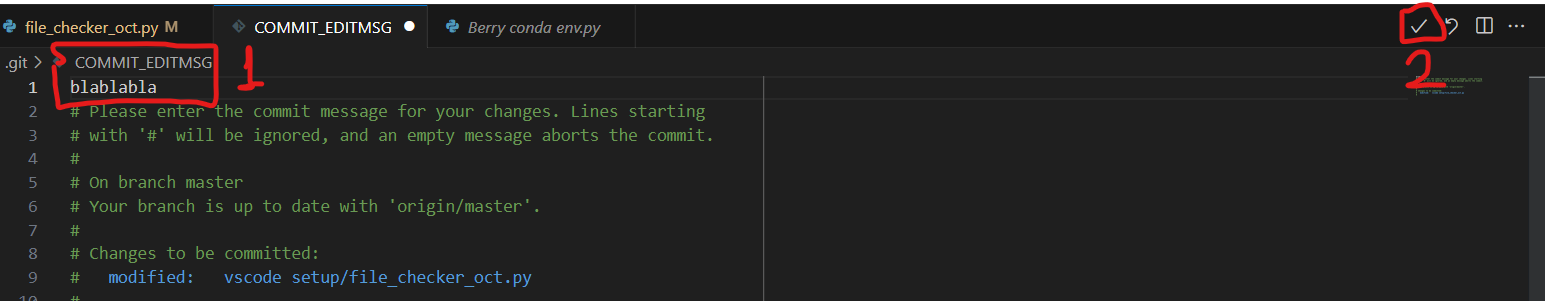 file_checker_oct.py M COMMIT_EDITMSG Berry conda env.py
.git > COMMIT_EDITMSG
1
2
1 blablabla
2 # Please enter the commit message for your changes. Lines starting
3 # with '#' will be ignored, and an empty message aborts the commit.
4 #
5 # On branch master
6 # Your branch is up to date with 'origin/master'.
7 #
8 # Changes to be committed:
9 #   modified:   vscode setup/file_checker_oct.py
10 #